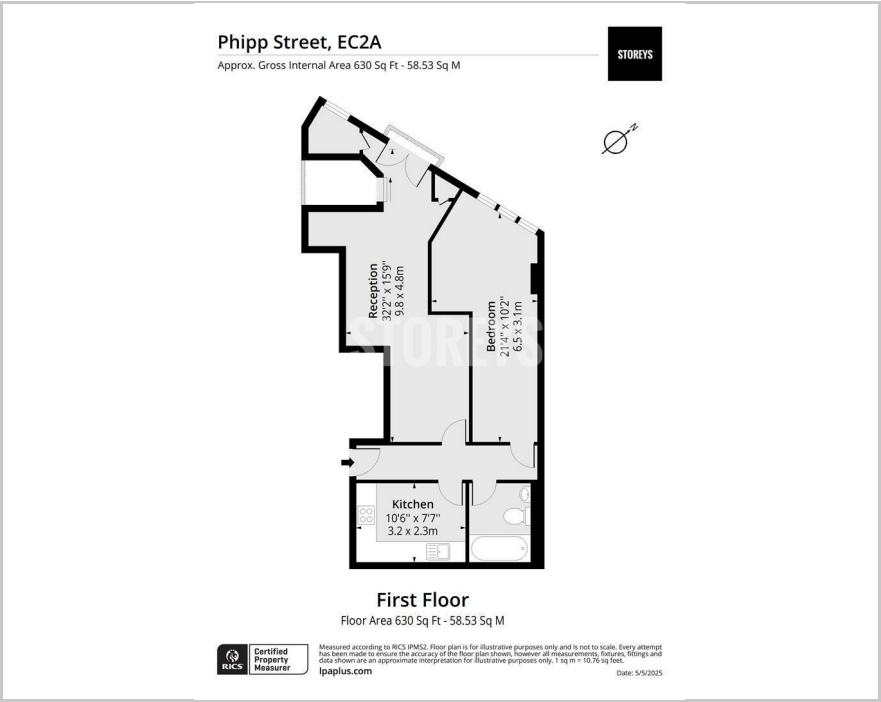 Phipp Street, EC2A
Approx. Gross Internal Area 630 Sq Ft - 58.53 Sq M
STOREYS
N
Reception
32'2" x 15'9"
9.8 x 4.8m
Bedroom
21'4" x 10'2"
6.5 x 3.1m
STOREYS
Kitchen
10'6" x 7'7"
3.2 x 2.3m
First Floor
Floor Area 630 Sq Ft - 58.53 Sq M
RICS
Certified
Property
Measurer
Measured according to RICS IPMS2. Floor plan is for illustrative purposes only and is not to scale. Every attempt
has been made to ensure the accuracy of the floor plan shown, however all measurements, fixtures, fittings and
data shown are an approximate interpretation for illustrative purposes only. 1 sq m = 10.76 sq feet.
lpaplus.com
Date: 5/5/2025